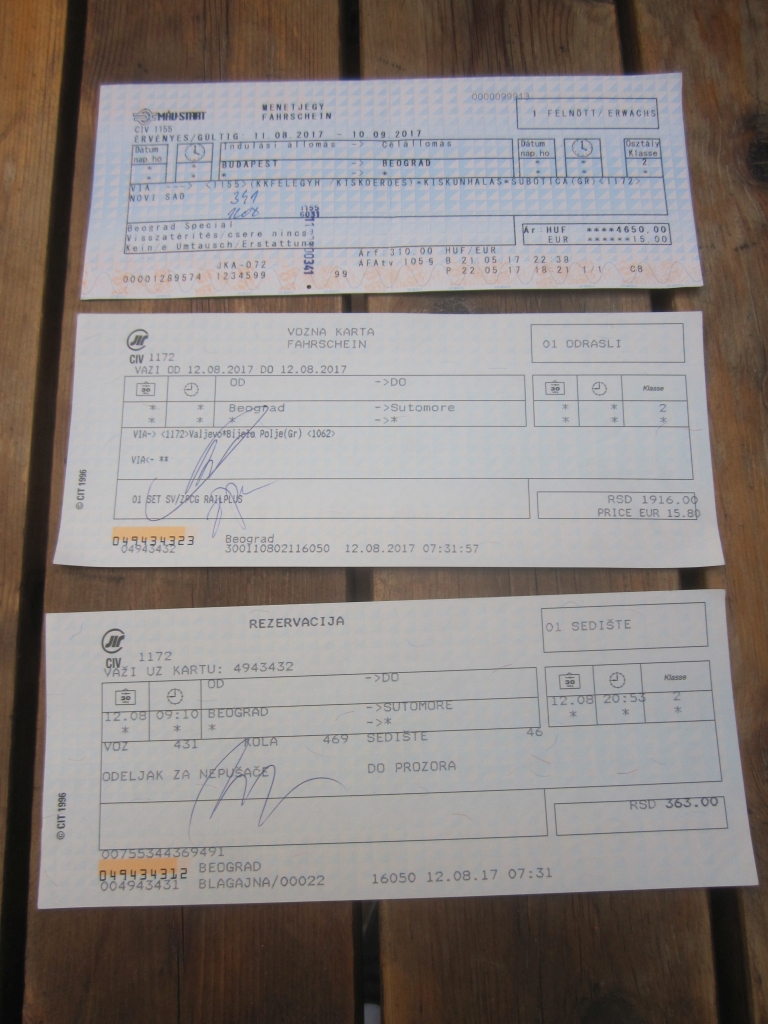 0000099913
MÁV-START
MENETJEGY
FAHRSCHEIN
1 FELNŐTT/ERWACHS
CIV 1155
ÉRVÉNYES/GÜLTIG 11.08.2017 - 10.09.2017
Dátum nap.hó
Indulási állomás -> Célállomás
Dátum nap.hó
Osztály Klasse
* * BUDAPEST -> BEOGRAD * * 2
* * * -> * * * *
VIA ---> <1155>(KKFELEGYH /KISKOEROES)*KISKUNHALAS*SUBOTICA(GR)<1172>
NOVI SAD
341
1155
Beograd Special
Visszatérítés/csere nincs!
Kein/e Umtausch/Erstattung
Ár HUF ****4650.00
EUR ******15.00
JKA-072
Árf.310.00 HUF/EUR
00001289574 1234599
99
ÁFAtv 105§ B 21.05.17 22.38
P 22.05.17 18.21 1/1 CB
VOZNA KARTA
FAHRSCHEIN
01 ODRASLI
CIV 1172
VAZI OD 12.08.2017 DO 12.08.2017
OD ->DO
Klasse
* * Beograd ->Sutomore * * 2
* * * ->* * * *
VIA-> <1172>Valjevo*Bijelo Polje(Gr) <1062>
VIA<- **
© CIT 1996
01 SET SV/ZPCG RAILPLUS
RSD 1916.00
PRICE EUR 15.80
049434323
Beograd
04943432
300110802116050 12.08.2017 07:31:57
REZERVACIJA
01 SEDIŠTE
CIV 1172
VAŽI UZ KARTU: 4943432
OD ->DO
Klasse
12.08 09:10 BEOGRAD ->SUTOMORE 12.08 20:53 2
* * * ->* * * *
VOZ 431 KOLA 469 SEDIŠTE 46
ODELJAK ZA NEPUŠAČE DO PROZORA
© CIT 1996
RSD 363.00
00755344369491
049434312
BEOGRAD
004943431 BLAGAJNA/00022 16050 12.08.17 07:31